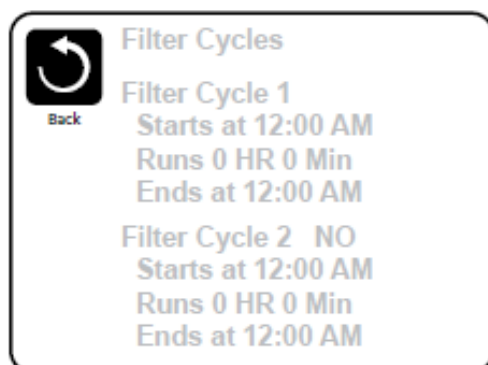 Filter Cycles
Back
Filter Cycle 1
Starts at 12:00 AM
Runs 0 HR 0 Min
Ends at 12:00 AM
Filter Cycle 2 NO
Starts at 12:00 AM
Runs 0 HR 0 Min
Ends at 12:00 AM